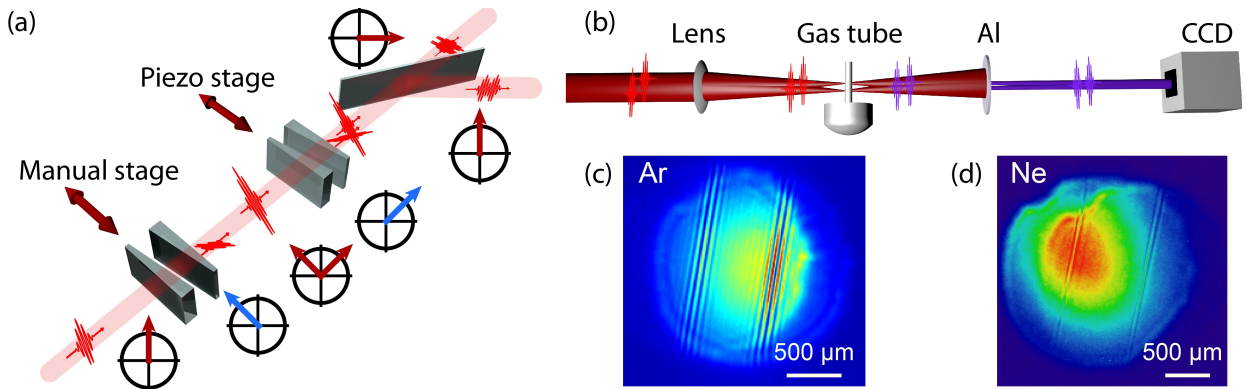 (a)
Piezo stage
Manual stage
(b)
Lens
Gas tube
Al
CCD
(c)
Ar
500 µm
(d)
Ne
500 µm